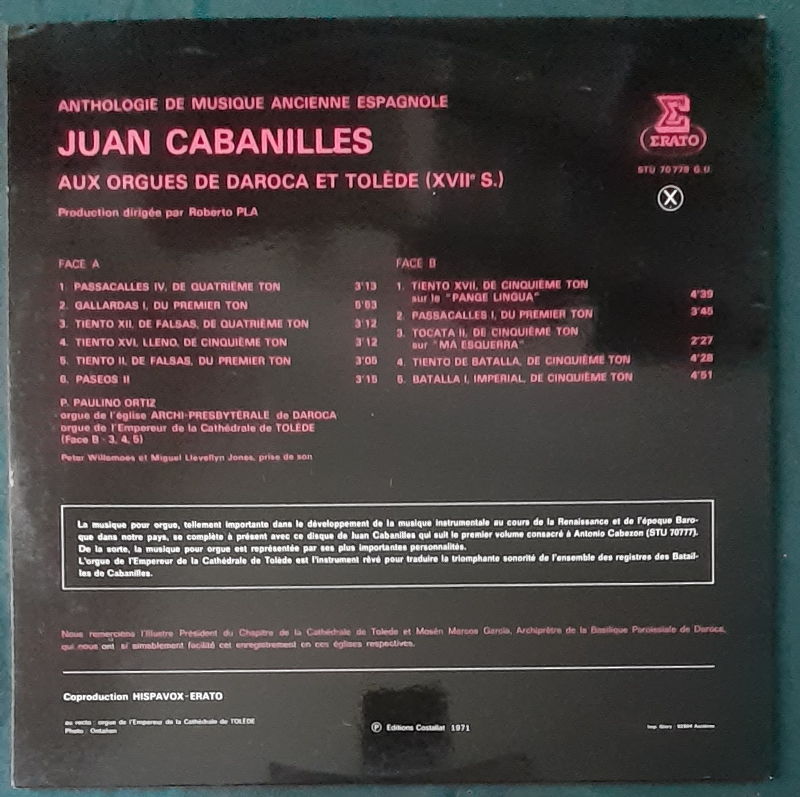 ANTHOLOGIE DE MUSIQUE ANCIENNE ESPAGNOLE
JUAN CABANILLES
AUX ORGUES DE DAROCA ET TOLÈDE (XVIIe S.)
Production dirigée par Roberto PLA
ERATO
STU 70778 G.U.
X
FACE A
1. PASSACALLES IV, DE QUATRIÈME TON 3'13
2. GALLARDAS I, DU PREMIER TON 5'53
3. TIENTO XII, DE FALSAS, DE QUATRIÈME TON 3'12
4. TIENTO XVI, LLENO, DE CINQUIÈME TON 3'12
5. TIENTO II, DE FALSAS, DU PREMIER TON 3'05
6. PASEOS II 3'15
P. PAULINO ORTIZ
orgue de l'église ARCHI-PRESBYTÉRALE de DAROCA
orgue de l'Empereur de la Cathédrale de TOLÈDE
(Face B - 3, 4, 5)
Peter Willemoes et Miguel Llevellyn Jones, prise de son
FACE B
1. TIENTO XVII, DE CINQUIÈME TON
sur le "PANGE LINGUA" 4'39
2. PASSACALLES I, DU PREMIER TON 3'45
3. TOCATA II, DE CINQUIÈME TON
sur "MA ESQUERRA" 2'27
4. TIENTO DE BATALLA, DE CINQUIÈME TON 4'28
5. BATALLA I, IMPERIAL, DE CINQUIÈME TON 4'51
La musique pour orgue, tellement importante dans le développement de la musique instrumentale au cours de la Renaissance et de l'époque Baro-
que dans notre pays, se complète à présent avec ce disque de Juan Cabanilles qui suit le premier volume consacré à Antonio Cabezon (STU 70777).
De la sorte, la musique pour orgue est représentée par ses plus importantes personnalités.
L'orgue de l'Empereur de la Cathédrale de Tolède est l'instrument rêvé pour traduire la triomphante sonorité de l'ensemble des registres des Batail-
les de Cabanilles.
Nous remercions l'Illustre Président du Chapitre de la Cathédrale de Tolède et Mosén Marcos Garcia, Archiprêtre de la Basilique Paroissiale de Daroca,
qui nous ont si aimablement facilité cet enregistrement en ces églises respectives.
Coproduction HISPAVOX-ERATO
au recto : orgue de l'Empereur de la Cathédrale de TOLÈDE
Photo : Ontañon
Ⓟ Editions Costallat 1971